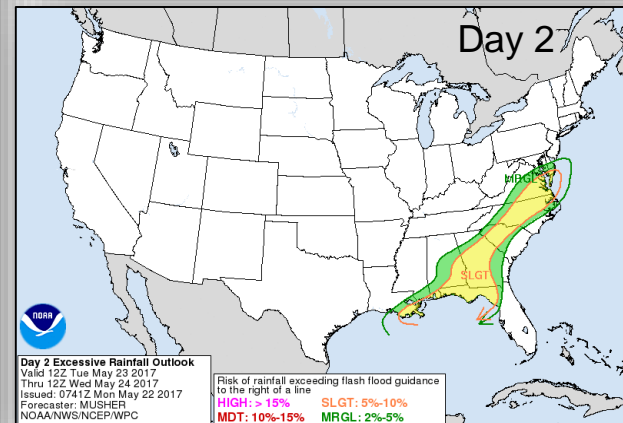 Day 2
MRGL
SLGT
NOAA
Day 2 Excessive Rainfall Outlook
Valid 12Z Tue May 23 2017
Thru 12Z Wed May 24 2017
Issued: 0741Z Mon May 22 2017
Forecaster: MUSHER
NOAA/NWS/NCEP/WPC
Risk of rainfall exceeding flash flood guidance
to the right of a line
HIGH: > 15% SLGT: 5%-10%
MDT: 10%-15% MRGL: 2%-5%